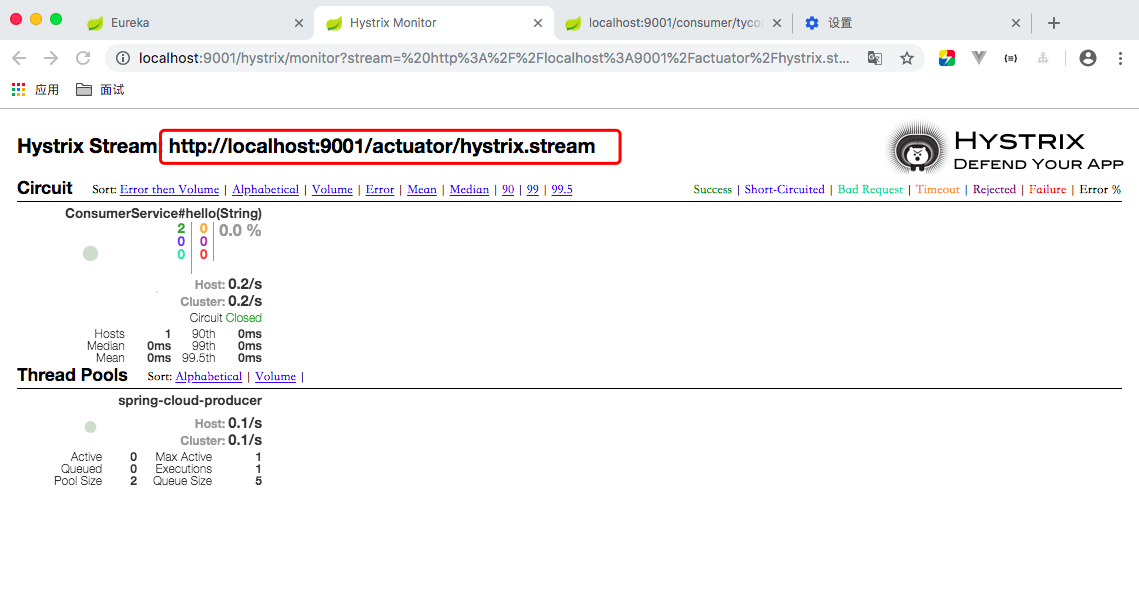 Eureka
Hystrix Monitor
localhost:9001/consumer/tyco
设置
localhost:9001/hystrix/monitor?stream=%20http%3A%2F%2Flocalhost%3A9001%2Factuator%2Fhystrix.st...
应用
面试
Hystrix Stream: http://localhost:9001/actuator/hystrix.stream
HYSTRIX
DEFEND YOUR APP
Circuit Sort: Error then Volume | Alphabetical | Volume | Error | Mean | Median | 90 | 99 | 99.5
Success | Short-Circuited | Bad Request | Timeout | Rejected | Failure | Error %
ConsumerService#hello(String)
2 0 0.0 %
0 0
0 0
Host: 0.2/s
Cluster: 0.2/s
Circuit Closed
Hosts 1 90th 0ms
Median 0ms 99th 0ms
Mean 0ms 99.5th 0ms
Thread Pools Sort: Alphabetical | Volume |
spring-cloud-producer
Host: 0.1/s
Cluster: 0.1/s
Active 0 Max Active 1
Queued 0 Executions 1
Pool Size 2 Queue Size 5